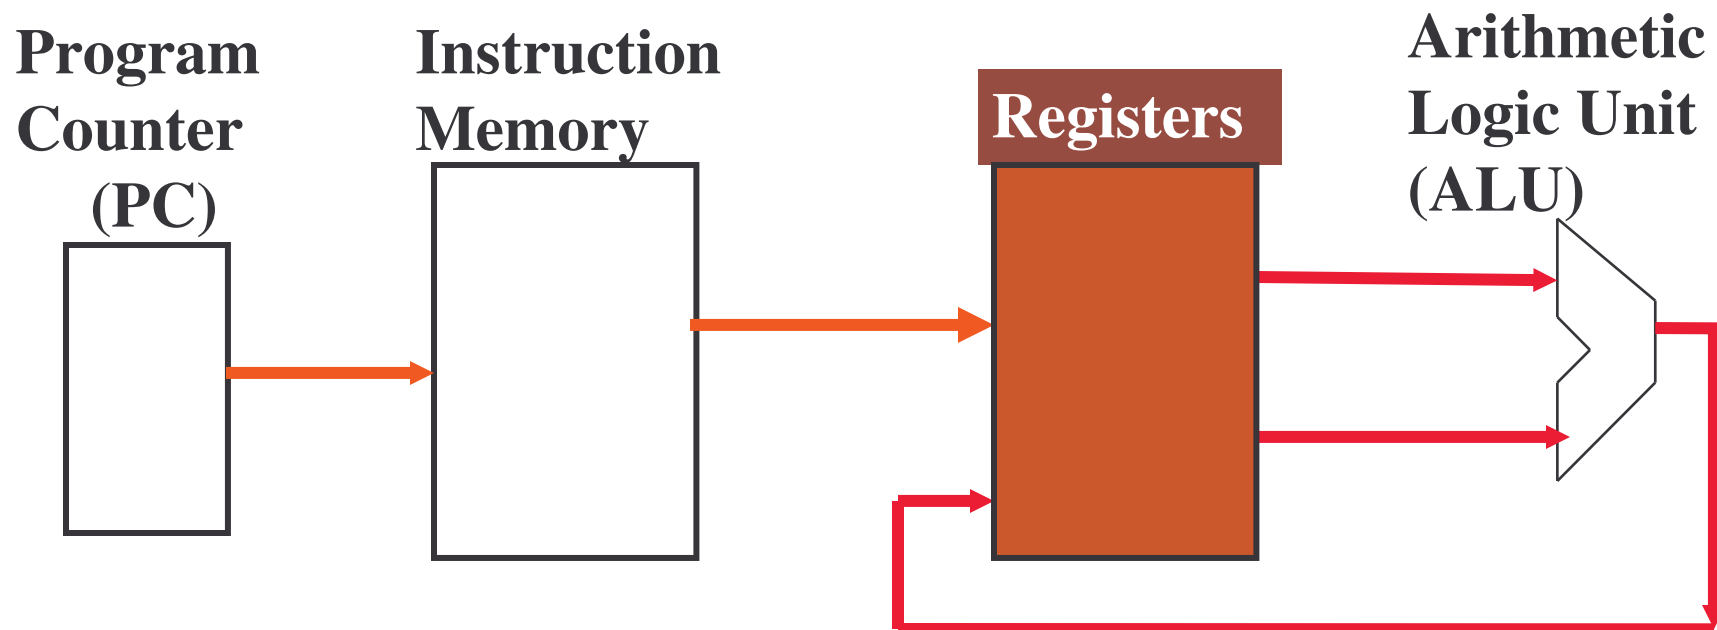 Program
Counter
(PC)
Instruction
Memory
Registers
Arithmetic
Logic Unit
(ALU)